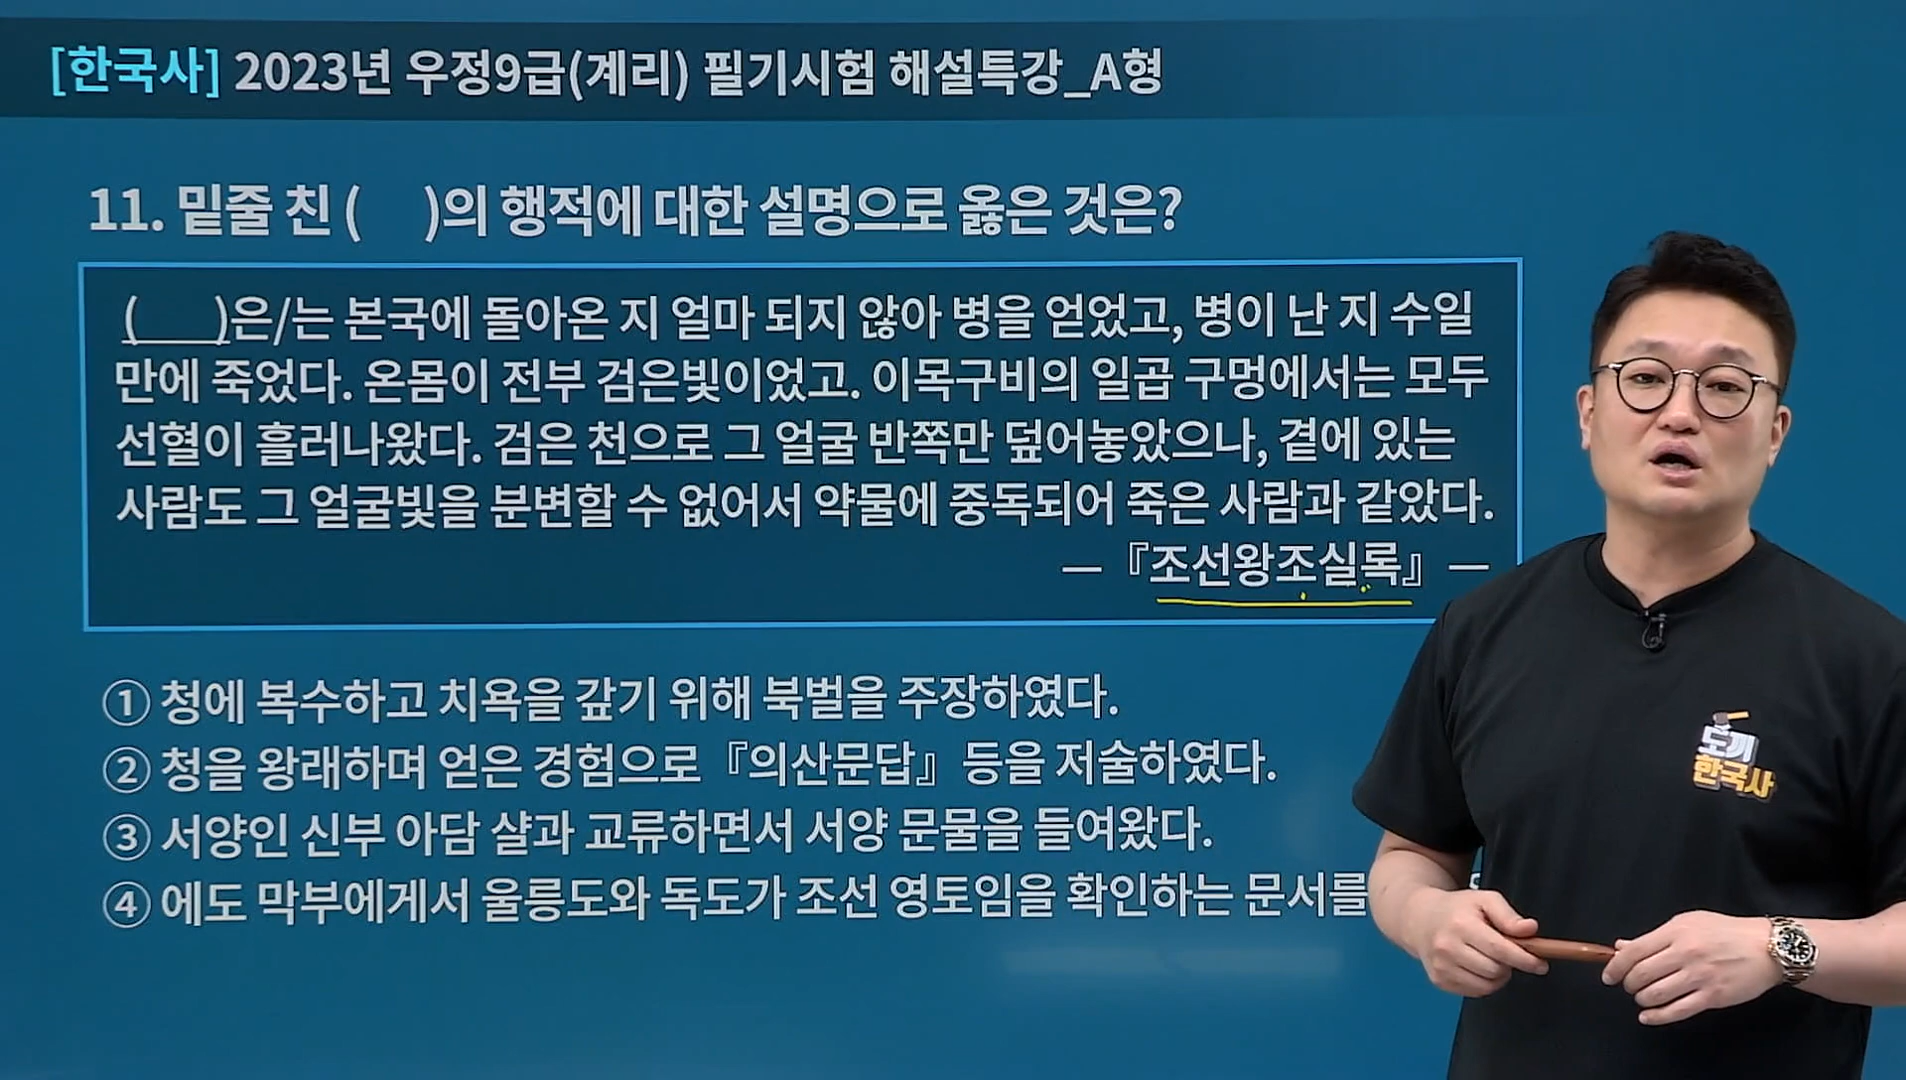 [한국사] 2023년 우정9급(계리) 필기시험 해설특강_A형
11. 밑줄 친 (      )의 행적에 대한 설명으로 옳은 것은?
(      )은/는 본국에 돌아온 지 얼마 되지 않아 병을 얻었고, 병이 난 지 수일
만에 죽었다. 온몸이 전부 검은빛이었고. 이목구비의 일곱 구멍에서는 모두
선혈이 흘러나왔다. 검은 천으로 그 얼굴 반쪽만 덮어놓았으나, 곁에 있는
사람도 그 얼굴빛을 분변할 수 없어서 약물에 중독되어 죽은 사람과 같았다.
— 『조선왕조실록』 —
① 청에 복수하고 치욕을 갚기 위해 북벌을 주장하였다.
② 청을 왕래하며 얻은 경험으로 『의산문답』 등을 저술하였다.
③ 서양인 신부 아담 샬과 교류하면서 서양 문물을 들여왔다.
④ 에도 막부에게서 울릉도와 독도가 조선 영토임을 확인하는 문서를
도끼
한국사